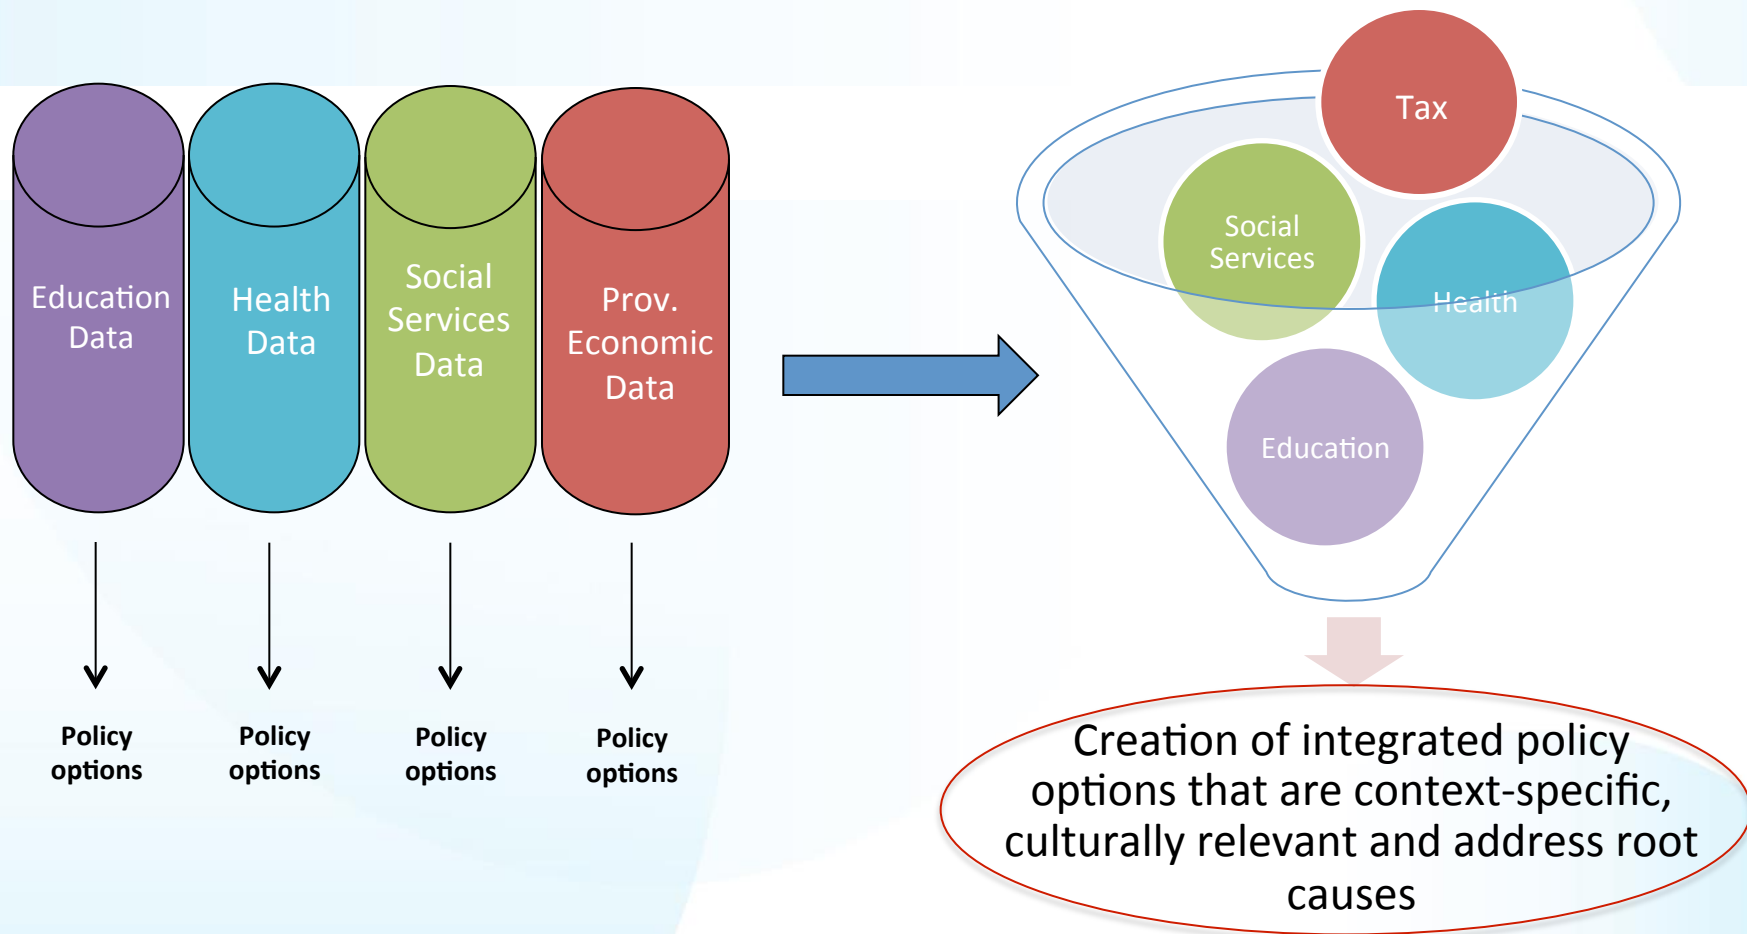 Education
Data
Health
Data
Social
Services
Data
Prov.
Economic
Data
Policy
options
Policy
options
Policy
options
Policy
options
Tax
Social
Services
Health
Education
Creation of integrated policy
options that are context-specific,
culturally relevant and address root
causes